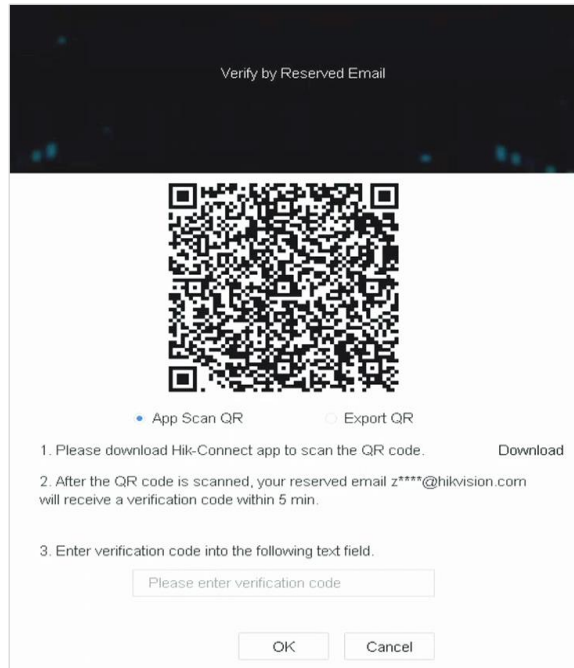 Verify by Reserved Email
App Scan QR
Export QR
1. Please download Hik-Connect app to scan the QR code.
Download
2. After the QR code is scanned, your reserved email z****@hikvision.com
will receive a verification code within 5 min.
3. Enter verification code into the following text field.
Please enter verification code
OK
Cancel